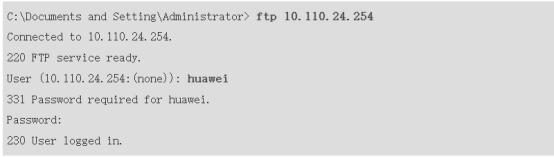 C:\Documents and Setting\Administrator> ftp 10.110.24.254
Connected to 10.110.24.254.
220 FTP service ready.
User (10.110.24.254:(none)): huawei
331 Password required for huawei.
Password:
230 User logged in.